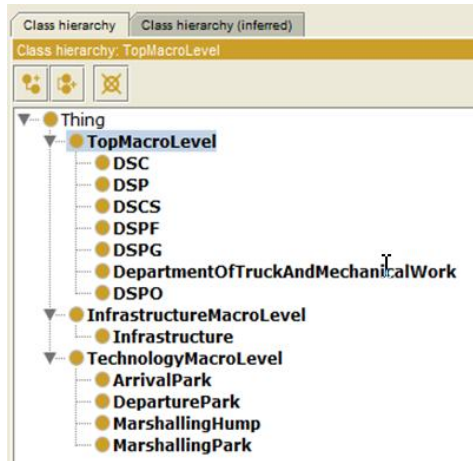 Class hierarchy Class hierarchy (inferred)
Class hierarchy: TopMacroLevel
Thing
TopMacroLevel
DSC
DSP
DSCS
DSPF
DSPG
DepartmentOfTruckAndMechanicalWork
DSPO
InfrastructureMacroLevel
Infrastructure
TechnologyMacroLevel
ArrivalPark
DeparturePark
MarshallingHump
MarshallingPark